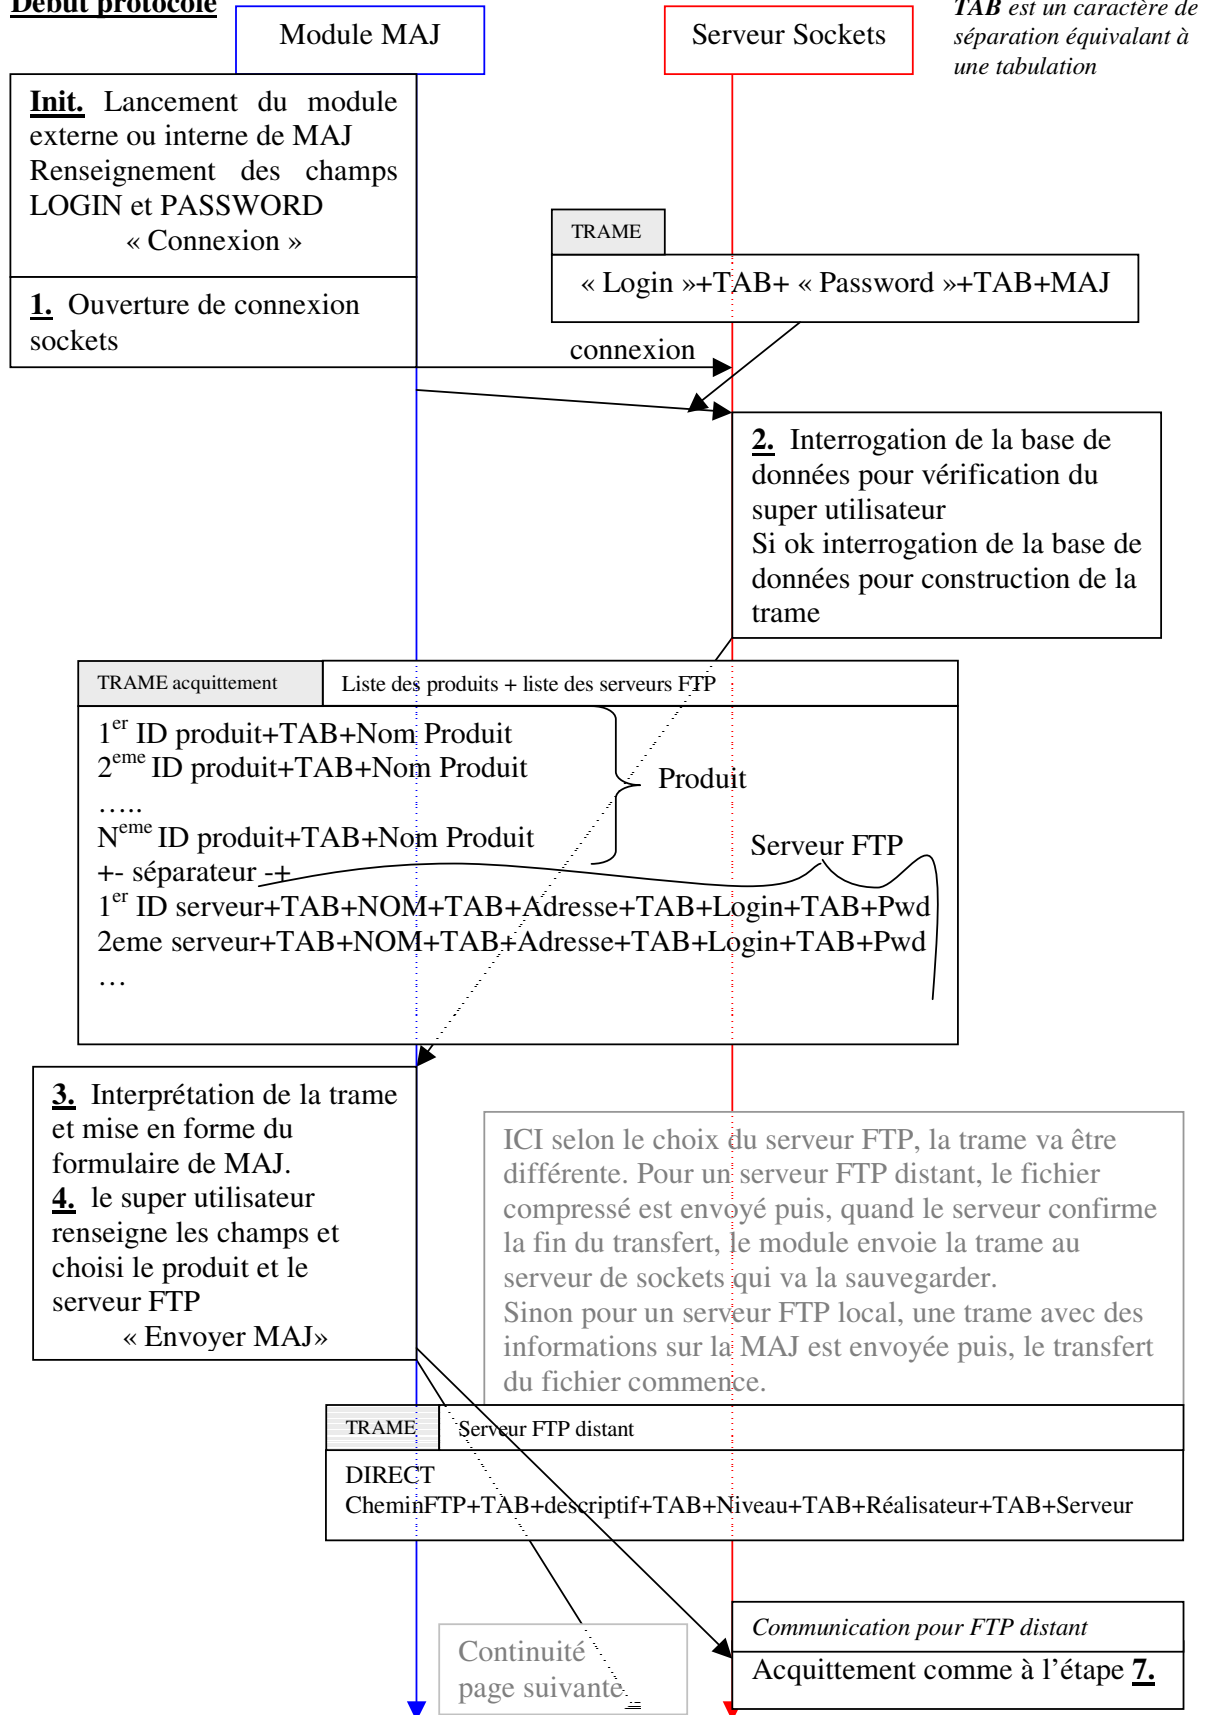 Début protocole
Module MAJ
Serveur Sockets
TAB est un caractère de
séparation équivalant à
une tabulation
Init. Lancement du module
externe ou interne de MAJ
Renseignement des champs
LOGIN et PASSWORD
« Connexion »
TRAME
« Login »+TAB+ « Password »+TAB+MAJ
1. Ouverture de connexion
sockets
connexion
2. Interrogation de la base de
données pour vérification du
super utilisateur
Si ok interrogation de la base de
données pour construction de la
trame
TRAME acquittement
Liste des produits + liste des serveurs FTP
1er ID produit+TAB+Nom Produit
2eme ID produit+TAB+Nom Produit
…..
Neme ID produit+TAB+Nom Produit
Produit
+- séparateur -+
Serveur FTP
1er ID serveur+TAB+NOM+TAB+Adresse+TAB+Login+TAB+Pwd
2eme serveur+TAB+NOM+TAB+Adresse+TAB+Login+TAB+Pwd
…
3. Interprétation de la trame
et mise en forme du
formulaire de MAJ.
4. le super utilisateur
renseigne les champs et
choisi le produit et le
serveur FTP
« Envoyer MAJ»
ICI selon le choix du serveur FTP, la trame va être
différente. Pour un serveur FTP distant, le fichier
compressé est envoyé puis, quand le serveur confirme
la fin du transfert, le module envoie la trame au
serveur de sockets qui va la sauvegarder.
Sinon pour un serveur FTP local, une trame avec des
informations sur la MAJ est envoyée puis, le transfert
du fichier commence.
TRAME
Serveur FTP distant
DIRECT
CheminFTP+TAB+descriptif+TAB+Niveau+TAB+Réalisateur+TAB+Serveur
Communication pour FTP distant
Acquittement comme à l'étape 7.
Continuité
page suivante